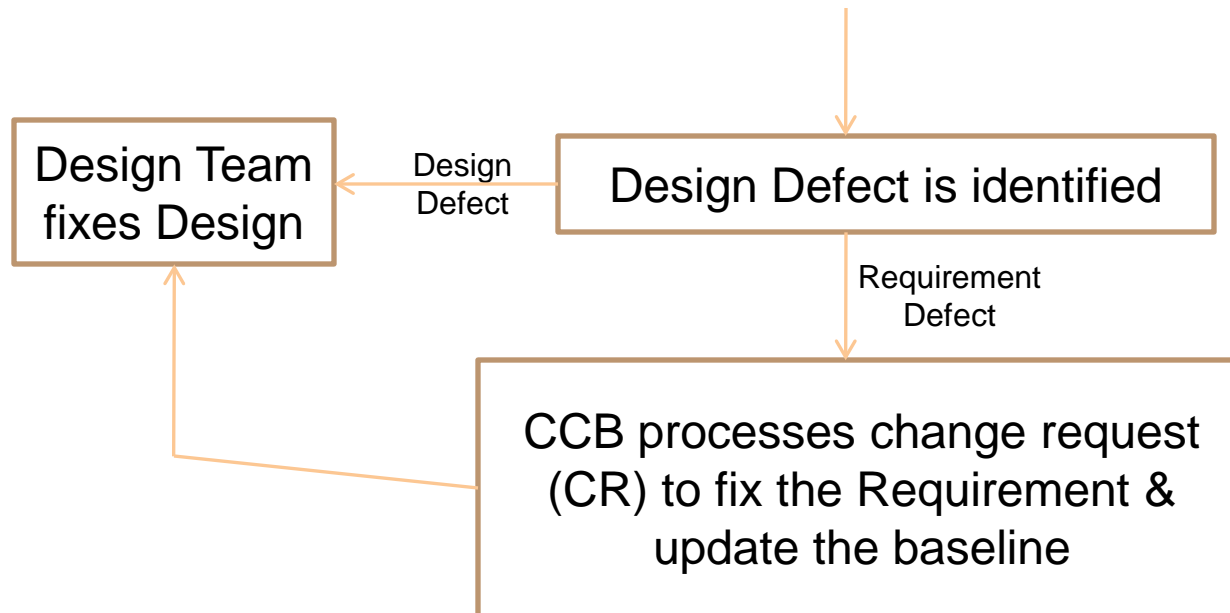 Design Team
fixes Design
Design
Defect
Design Defect is identified
Requirement
Defect
CCB processes change request
(CR) to fix the Requirement &
update the baseline